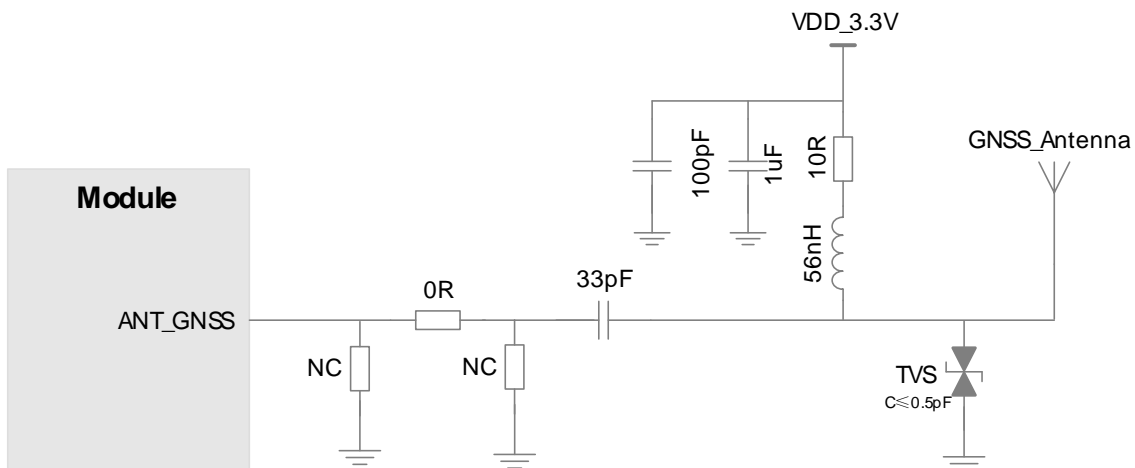 VDD_3.3V
100pF
1uF
10R
GNSS_Antenna
Module
56nH
33pF
0R
ANT_GNSS
NC
NC
TVS
C≤0.5pF